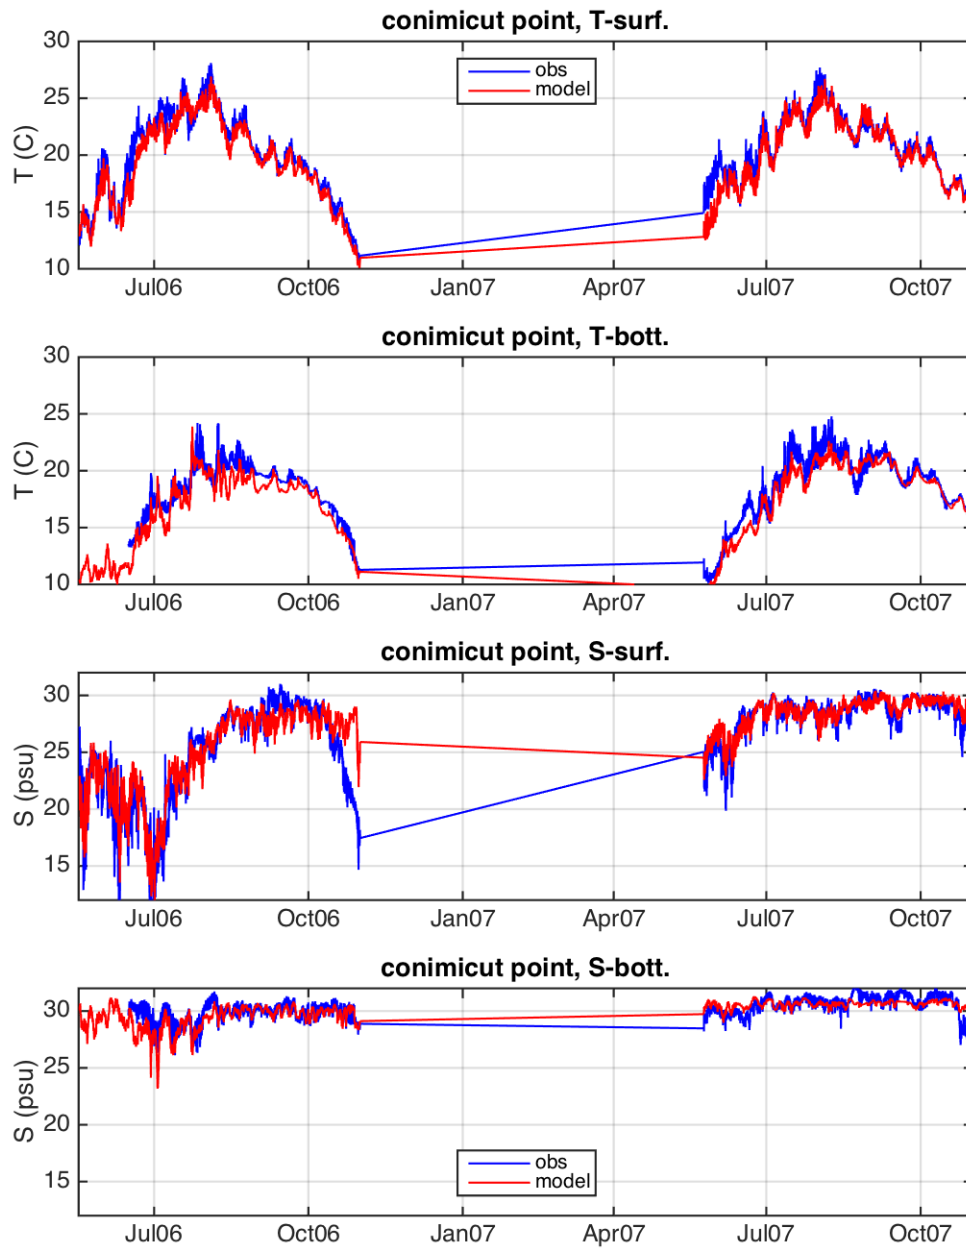 conimicut point, T-surf.
30
25
20
15
10
T (C)
obs
model
Jul06 Oct06 Jan07 Apr07 Jul07 Oct07
conimicut point, T-bott.
30
25
20
15
10
T (C)
Jul06 Oct06 Jan07 Apr07 Jul07 Oct07
conimicut point, S-surf.
30
25
20
15
S (psu)
Jul06 Oct06 Jan07 Apr07 Jul07 Oct07
conimicut point, S-bott.
30
25
20
15
S (psu)
obs
model
Jul06 Oct06 Jan07 Apr07 Jul07 Oct07